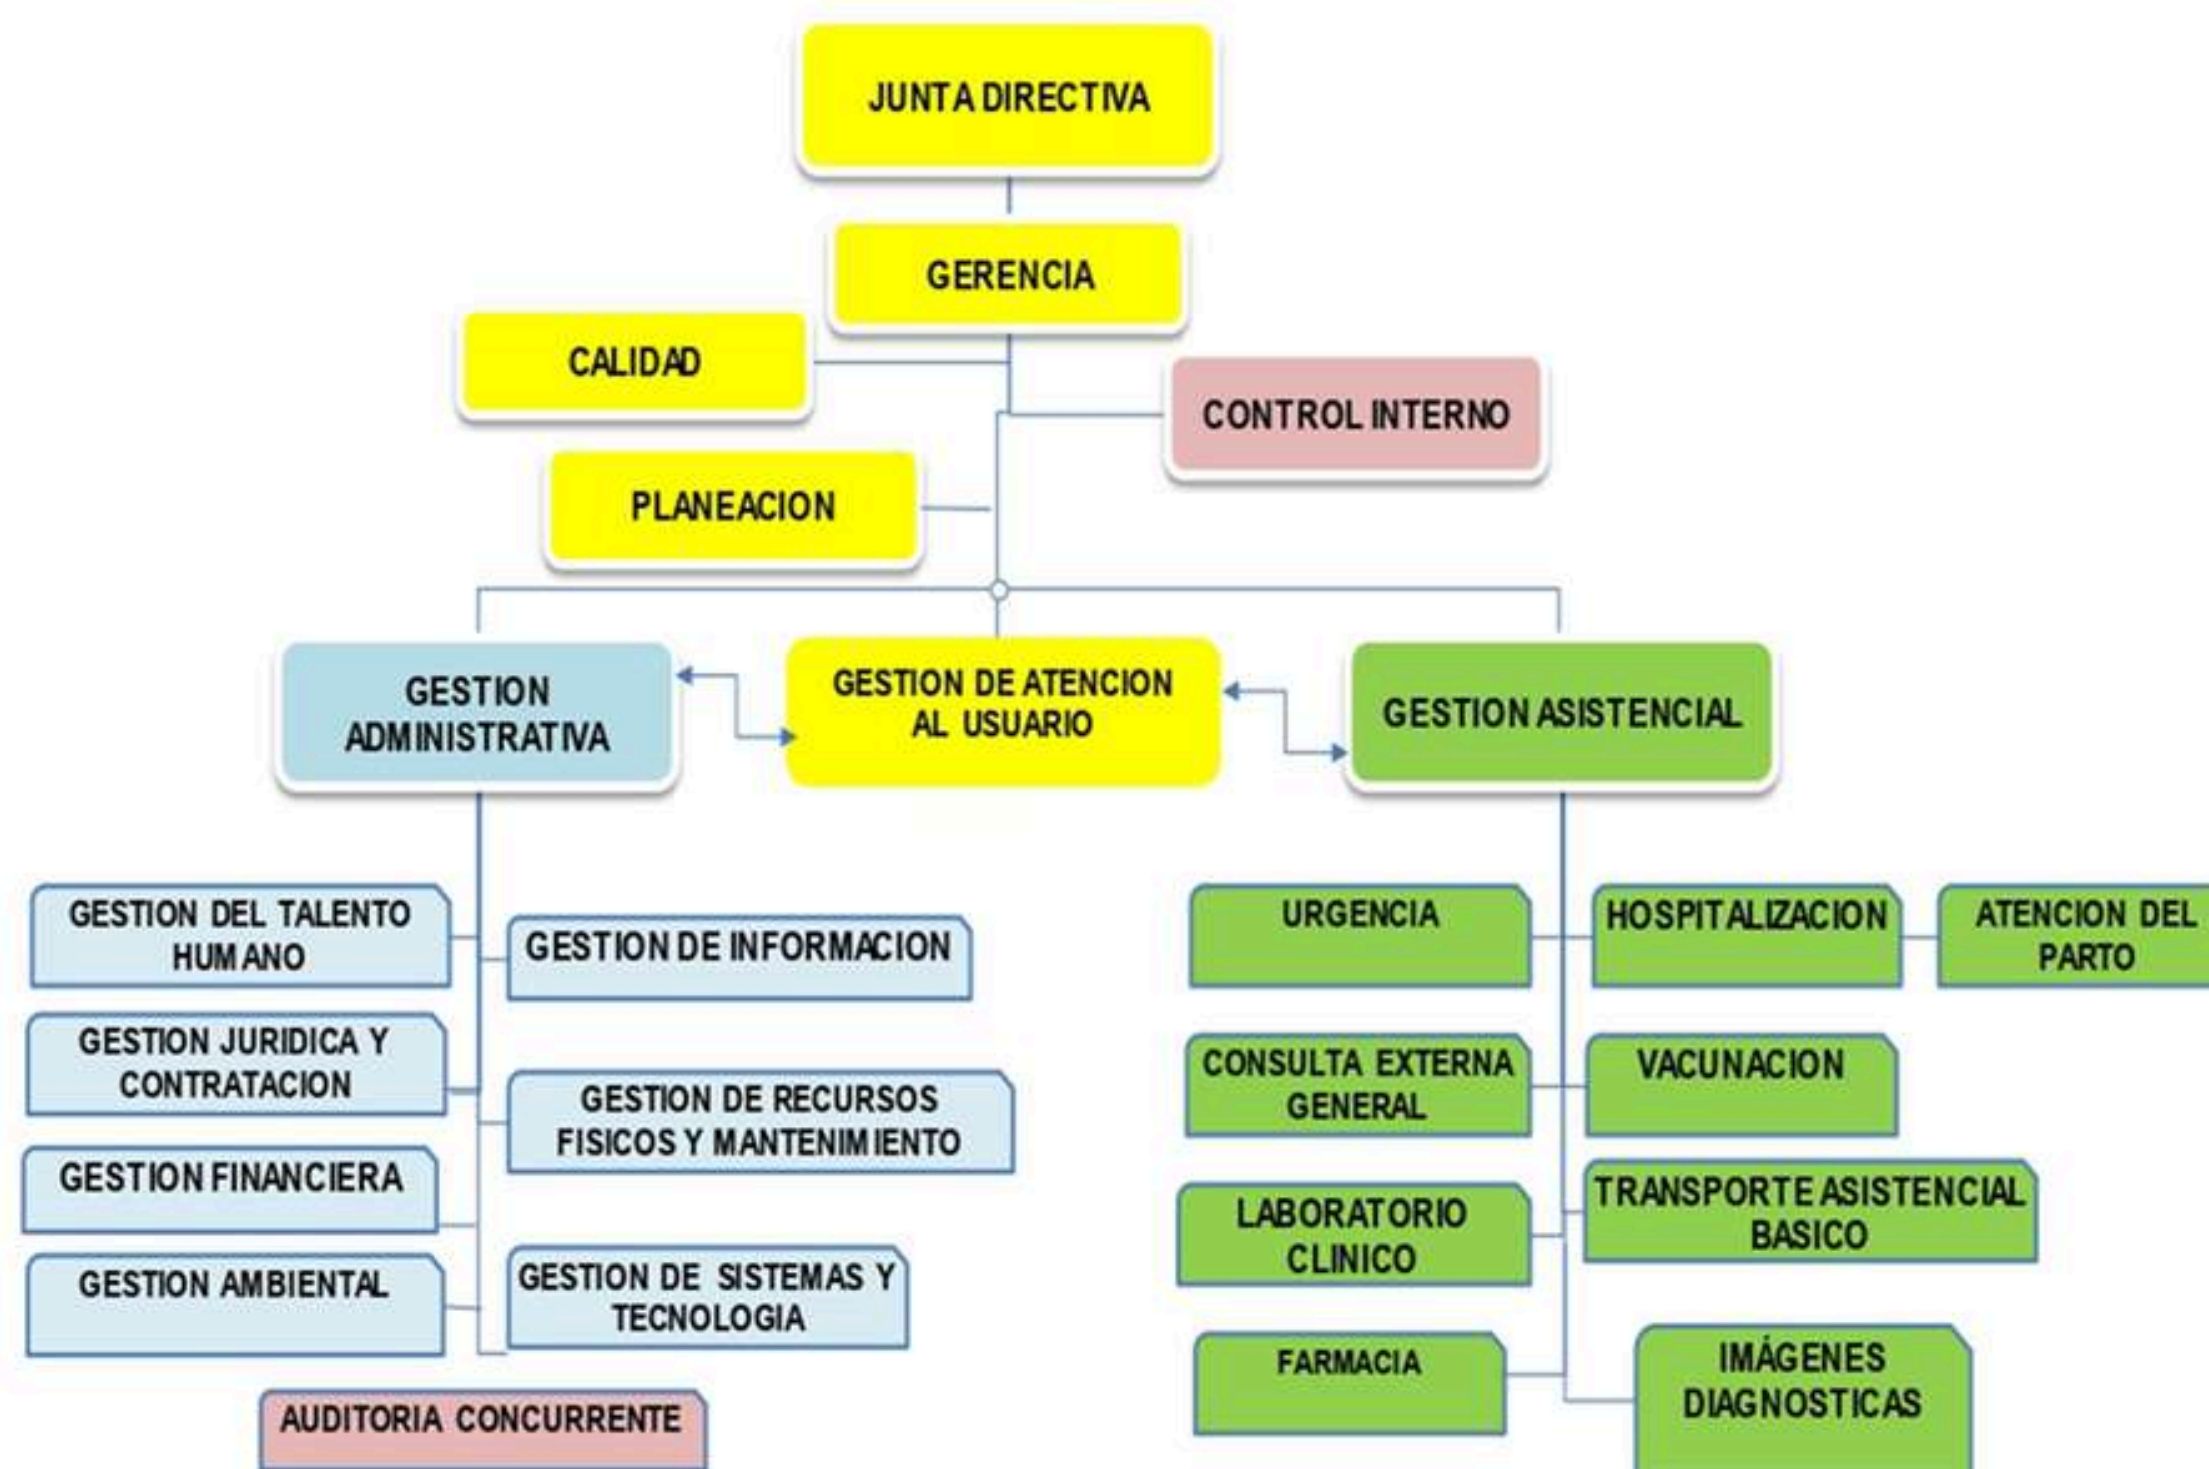 JUNTA DIRECTIVA
GERENCIA
CALIDAD
CONTROL INTERNO
PLANEACION
GESTION
ADMINISTRATIVA
GESTION DE ATENCION
AL USUARIO
GESTION ASISTENCIAL
GESTION DEL TALENTO
HUMANO
GESTION DE INFORMACION
GESTION JURIDICA Y
CONTRATACION
GESTION DE RECURSOS
FISICOS Y MANTENIMIENTO
GESTION FINANCIERA
GESTION AMBIENTAL
GESTION DE SISTEMAS Y
TECNOLOGIA
AUDITORIA CONCURRENTE
URGENCIA
HOSPITALIZACION
ATENCION DEL
PARTO
CONSULTA EXTERNA
GENERAL
VACUNACION
LABORATORIO
CLINICO
TRANSPORTE ASISTENCIAL
BASICO
FARMACIA
IMÁGENES
DIAGNOSTICAS